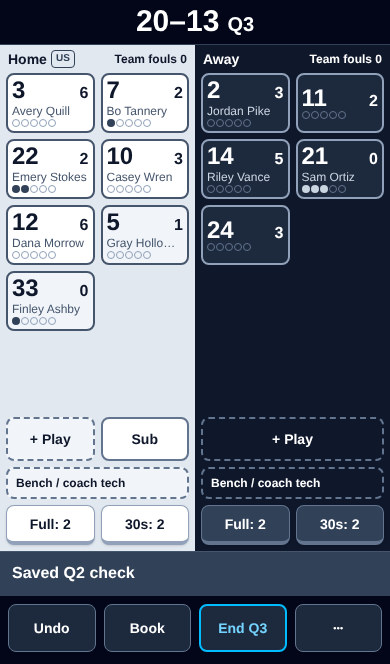 20–13 Q3
Home US Team fouls 0
3 6
Avery Quill
7 2
Bo Tannery
22 2
Emery Stokes
10 3
Casey Wren
12 6
Dana Morrow
5 1
Gray Hollo…
33 0
Finley Ashby
+ Play
Sub
Bench / coach tech
Full: 2
30s: 2
Away Team fouls 0
2 3
Jordan Pike
11 2
14 5
Riley Vance
21 0
Sam Ortiz
24 3
+ Play
Bench / coach tech
Full: 2
30s: 2
Saved Q2 check
Undo
Book
End Q3
···